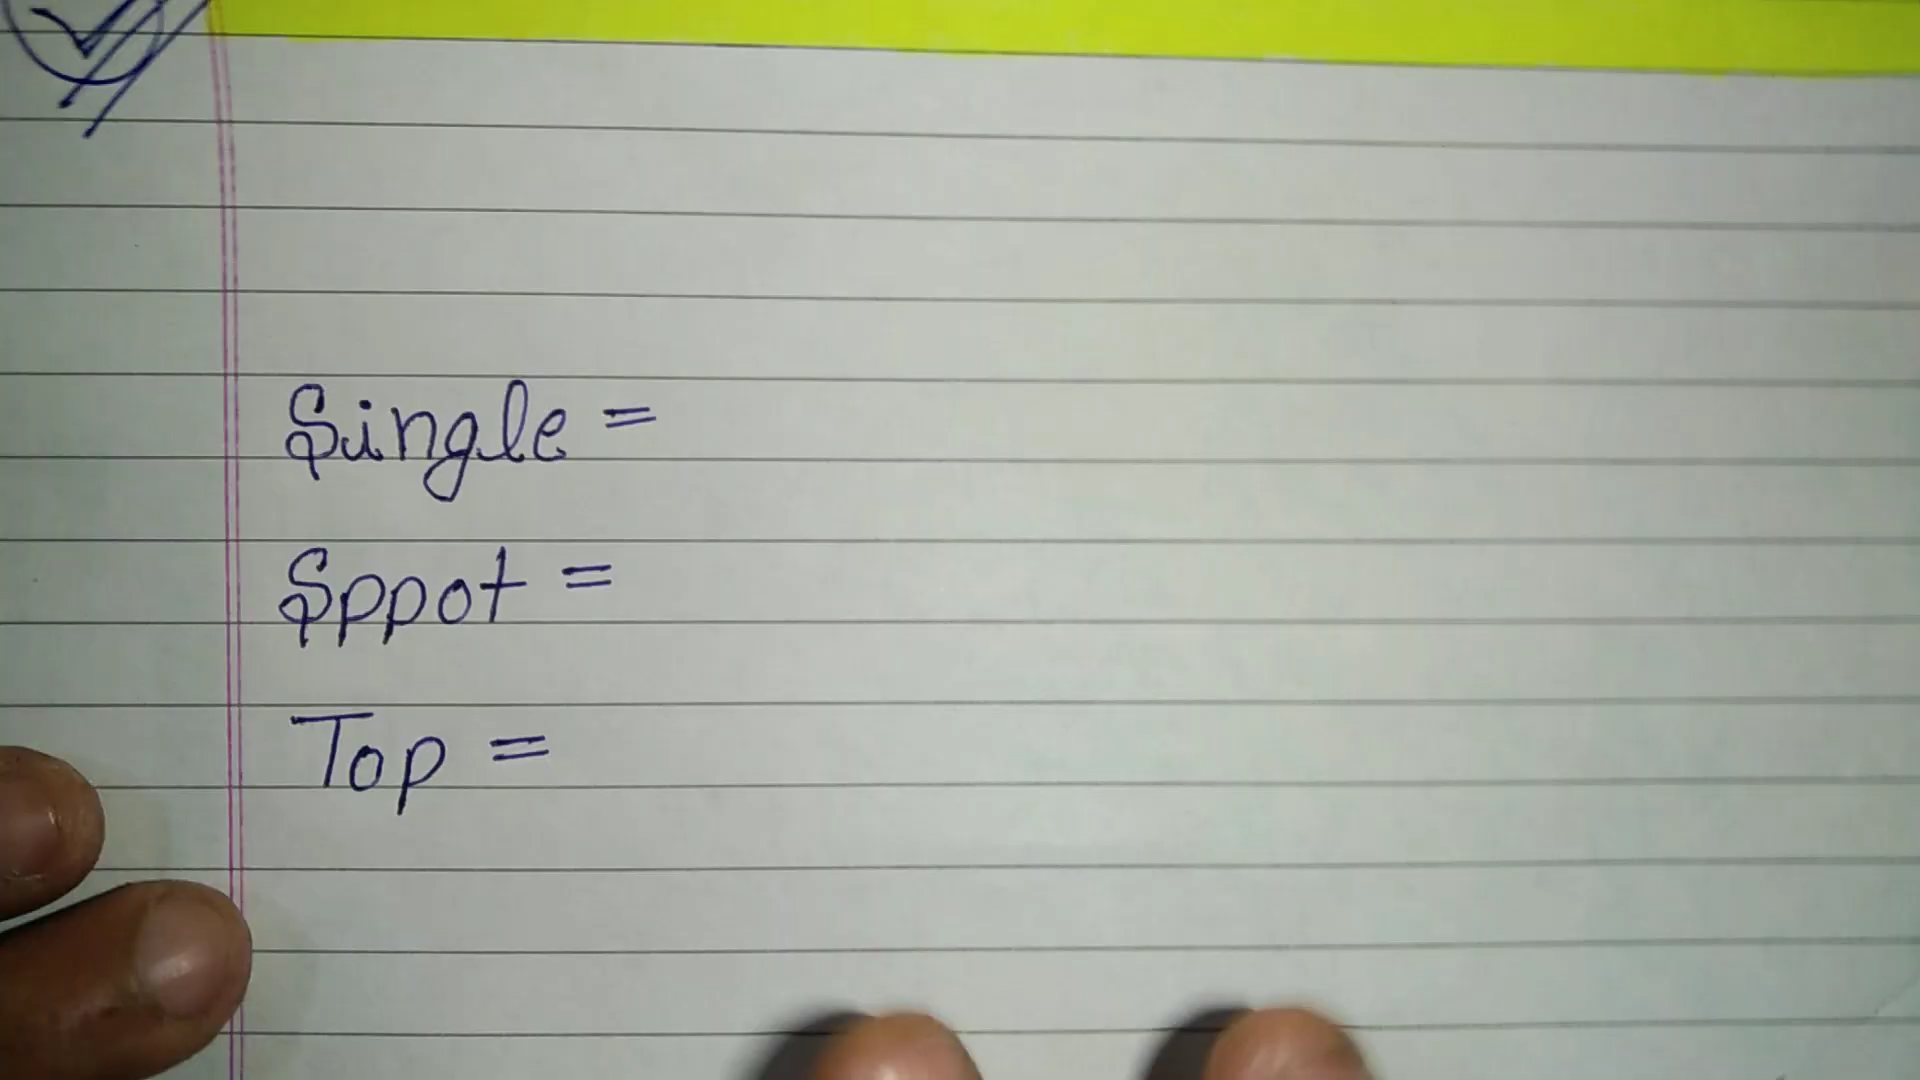 Single =
Sppot =
Top =